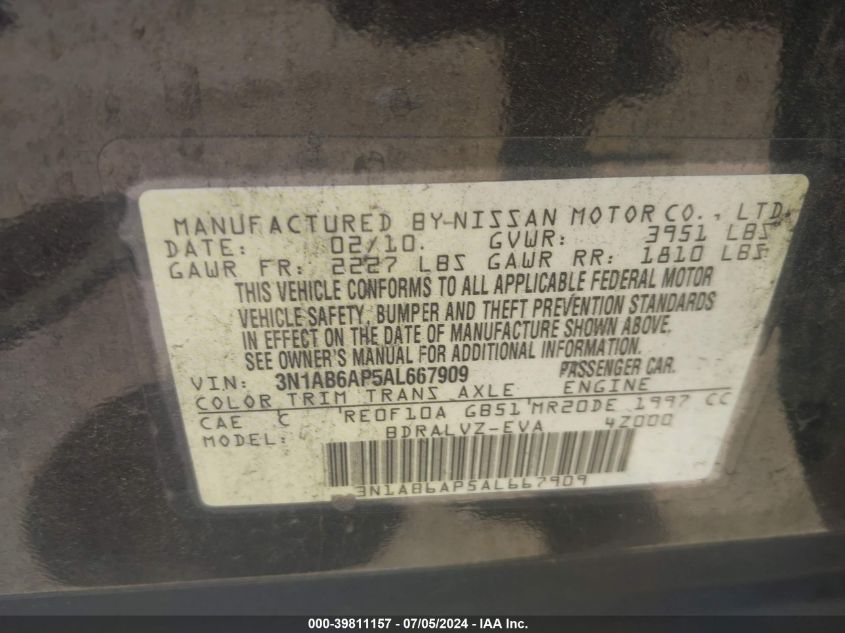 MANUFACTURED BY-NISSAN MOTOR CO., LTD.
DATE: 02/10. GVWR: 3951 LBS
GAWR FR: 2227 LBS GAWR RR: 1810 LBS
THIS VEHICLE CONFORMS TO ALL APPLICABLE FEDERAL MOTOR
VEHICLE SAFETY, BUMPER AND THEFT PREVENTION STANDARDS
IN EFFECT ON THE DATE OF MANUFACTURE SHOWN ABOVE.
SEE OWNER'S MANUAL FOR ADDITIONAL INFORMATION.
VIN: 3N1AB6AP5AL667909 PASSENGER CAR.
COLOR TRIM TRANS AXLE ENGINE
CAE C RE0F10A GB51 MR20DE 1997 CC
MODEL: BDRALVZ-EVA 4Z000
3N1AB6AP5AL667909
000-39811157 - 07/05/2024 - IAA Inc.